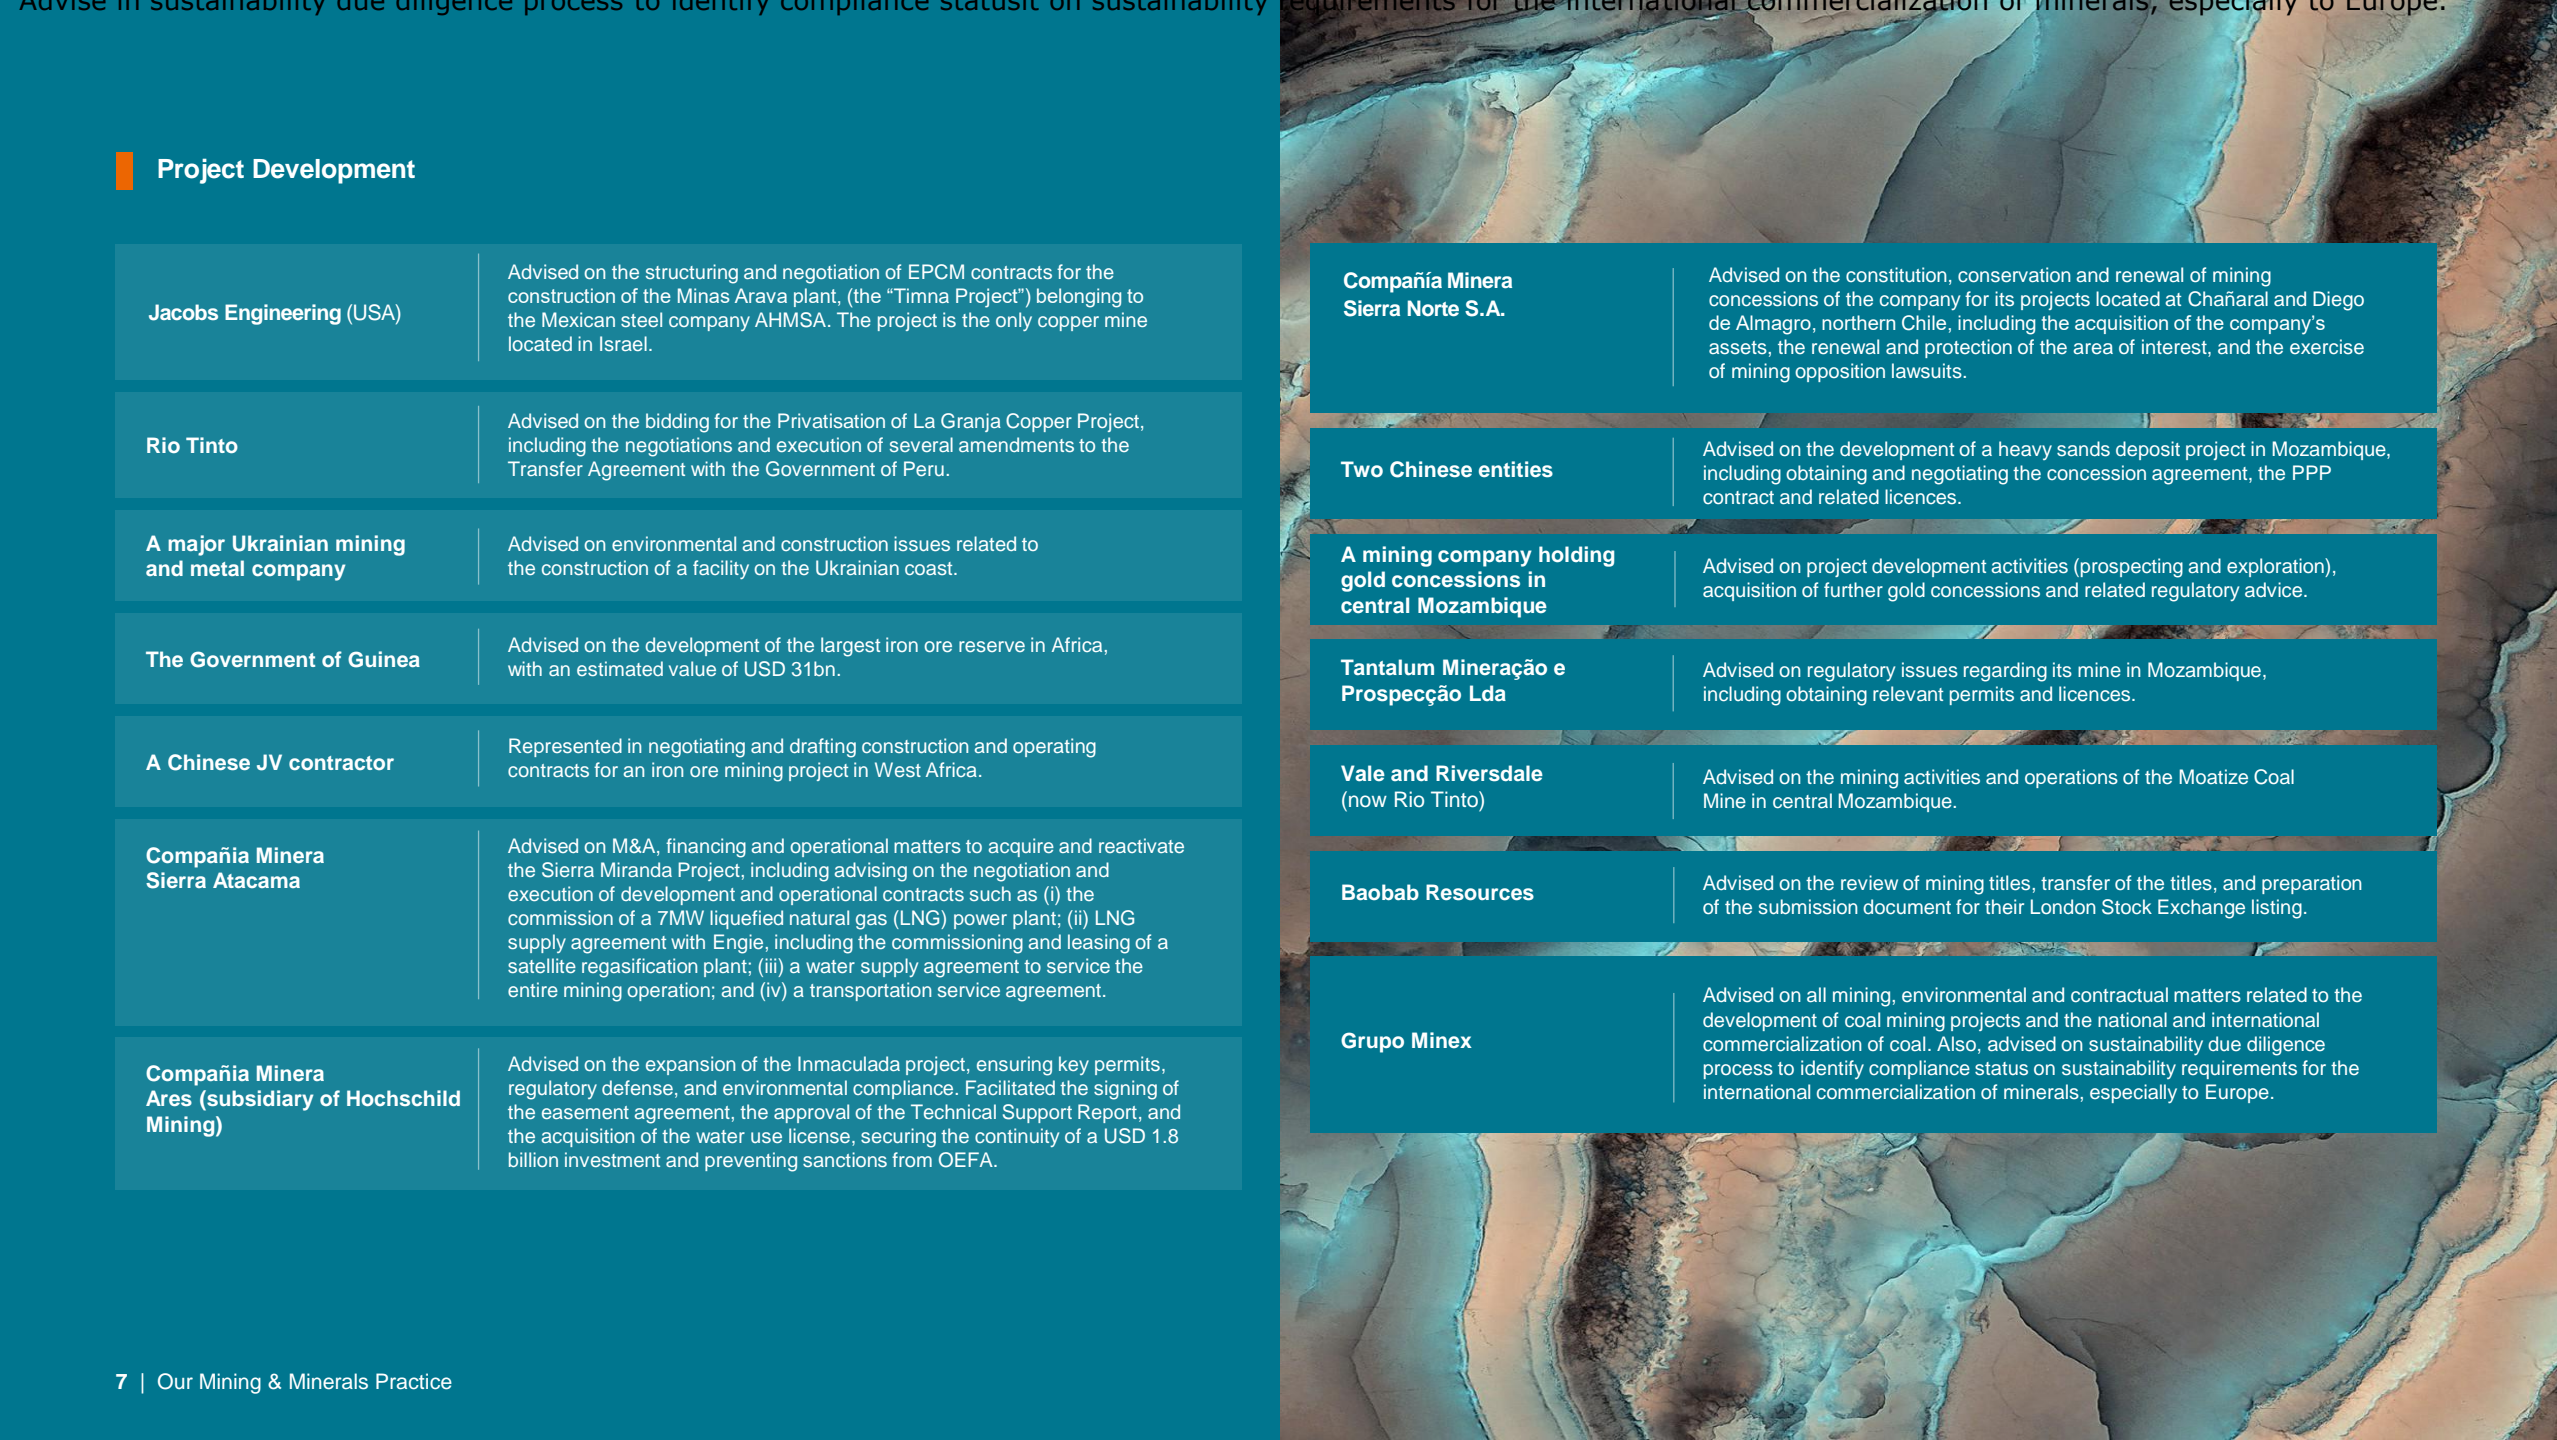 Advise in sustainability due diligence process to identify compliance statusit on sustainability requirements for the international commercialization of minerals, especially to Europe.
Project Development
Jacobs Engineering (USA)
Advised on the structuring and negotiation of EPCM contracts for the
construction of the Minas Arava plant, (the “Timna Project”) belonging to
the Mexican steel company AHMSA. The project is the only copper mine
located in Israel.
Rio Tinto
Advised on the bidding for the Privatisation of La Granja Copper Project,
including the negotiations and execution of several amendments to the
Transfer Agreement with the Government of Peru.
A major Ukrainian mining
and metal company
Advised on environmental and construction issues related to
the construction of a facility on the Ukrainian coast.
The Government of Guinea
Advised on the development of the largest iron ore reserve in Africa,
with an estimated value of USD 31bn.
A Chinese JV contractor
Represented in negotiating and drafting construction and operating
contracts for an iron ore mining project in West Africa.
Compañia Minera
Sierra Atacama
Advised on M&A, financing and operational matters to acquire and reactivate
the Sierra Miranda Project, including advising on the negotiation and
execution of development and operational contracts such as (i) the
commission of a 7MW liquefied natural gas (LNG) power plant; (ii) LNG
supply agreement with Engie, including the commissioning and leasing of a
satellite regasification plant; (iii) a water supply agreement to service the
entire mining operation; and (iv) a transportation service agreement.
Compañia Minera
Ares (subsidiary of Hochschild
Mining)
Advised on the expansion of the Inmaculada project, ensuring key permits,
regulatory defense, and environmental compliance. Facilitated the signing of
the easement agreement, the approval of the Technical Support Report, and
the acquisition of the water use license, securing the continuity of a USD 1.8
billion investment and preventing sanctions from OEFA.
Compañía Minera
Sierra Norte S.A.
Advised on the constitution, conservation and renewal of mining
concessions of the company for its projects located at Chañaral and Diego
de Almagro, northern Chile, including the acquisition of the company’s
assets, the renewal and protection of the area of interest, and the exercise
of mining opposition lawsuits.
Two Chinese entities
Advised on the development of a heavy sands deposit project in Mozambique,
including obtaining and negotiating the concession agreement, the PPP
contract and related licences.
A mining company holding
gold concessions in
central Mozambique
Advised on project development activities (prospecting and exploration),
acquisition of further gold concessions and related regulatory advice.
Tantalum Mineração e
Prospecção Lda
Advised on regulatory issues regarding its mine in Mozambique,
including obtaining relevant permits and licences.
Vale and Riversdale
(now Rio Tinto)
Advised on the mining activities and operations of the Moatize Coal
Mine in central Mozambique.
Baobab Resources
Advised on the review of mining titles, transfer of the titles, and preparation
of the submission document for their London Stock Exchange listing.
Grupo Minex
Advised on all mining, environmental and contractual matters related to the
development of coal mining projects and the national and international
commercialization of coal. Also, advised on sustainability due diligence
process to identify compliance status on sustainability requirements for the
international commercialization of minerals, especially to Europe.
7 | Our Mining & Minerals Practice